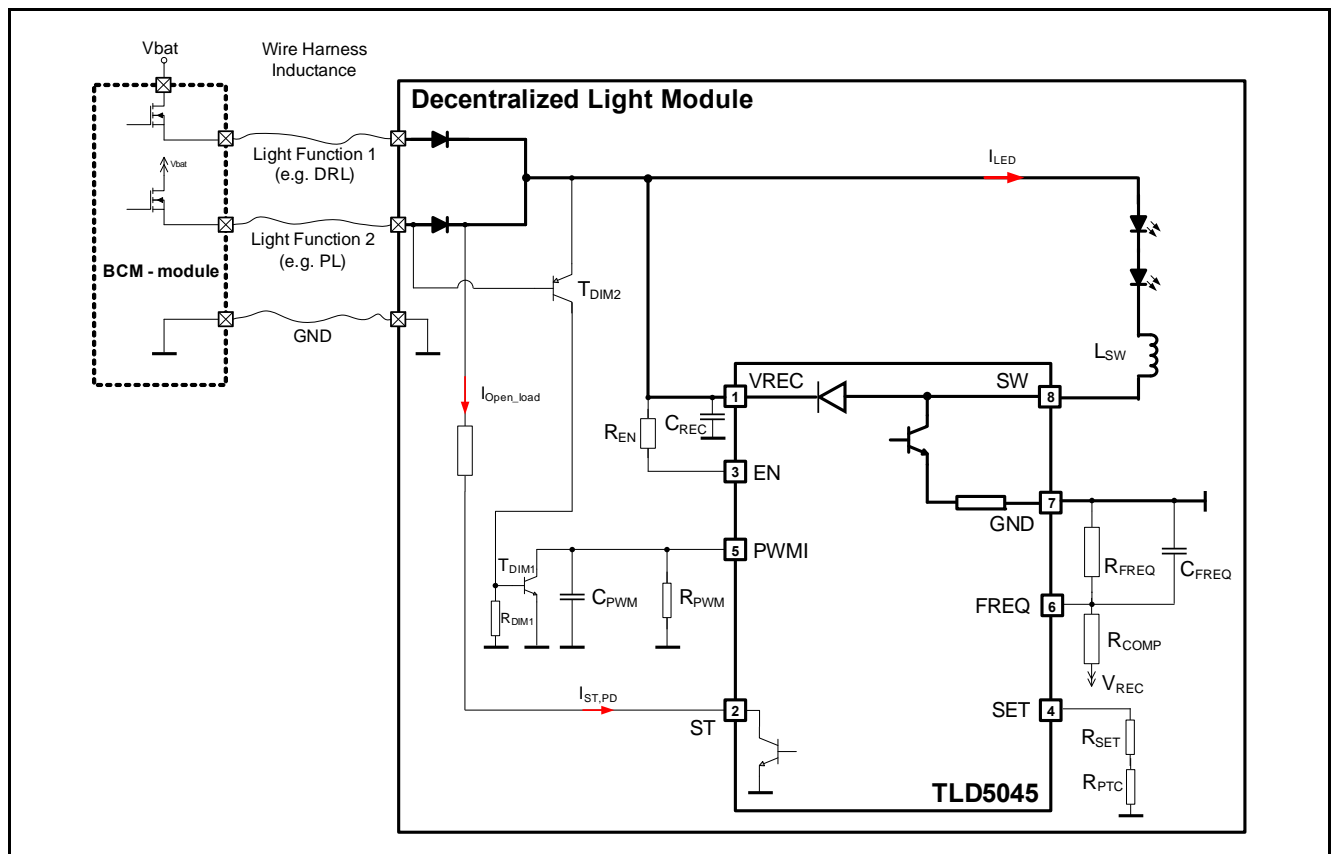 Vbat
Wire Harness
Inductance
Decentralized Light Module
Vbat
Light Function 1
(e.g. DRL)
Light Function 2
(e.g. PL)
BCM - module
GND
ILED
TDIM2
LSW
IOpen_load
VREC
SW
1
8
REN
CREC
3
EN
7
GND
5
PWMI
TDIM1
CPWM
RPWM
RDIM1
RFREQ
CFREQ
FREQ
6
RCOMP
VREC
IST,PD
2
ST
SET
4
RSET
RPTC
TLD5045